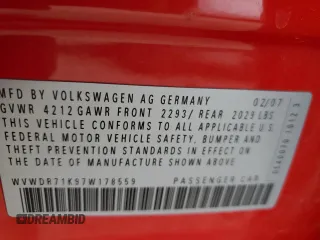 MFD BY VOLKSWAGEN AG GERMANY 02/07
GVWR 4212 GAWR FRONT 2293/ REAR 2029 LBS
THIS VEHICLE CONFORMS TO ALL APPLICABLE U.S.
FEDERAL MOTOR VEHICLE SAFETY, BUMPER AND
THEFT PREVENTION STANDARDS IN EFFECT ON
THE DATE OF MANUFACTURE SHOWN ABOVE
WVWDR71K97W178559 PASSENGER CAR
AUTOBIDMASTER